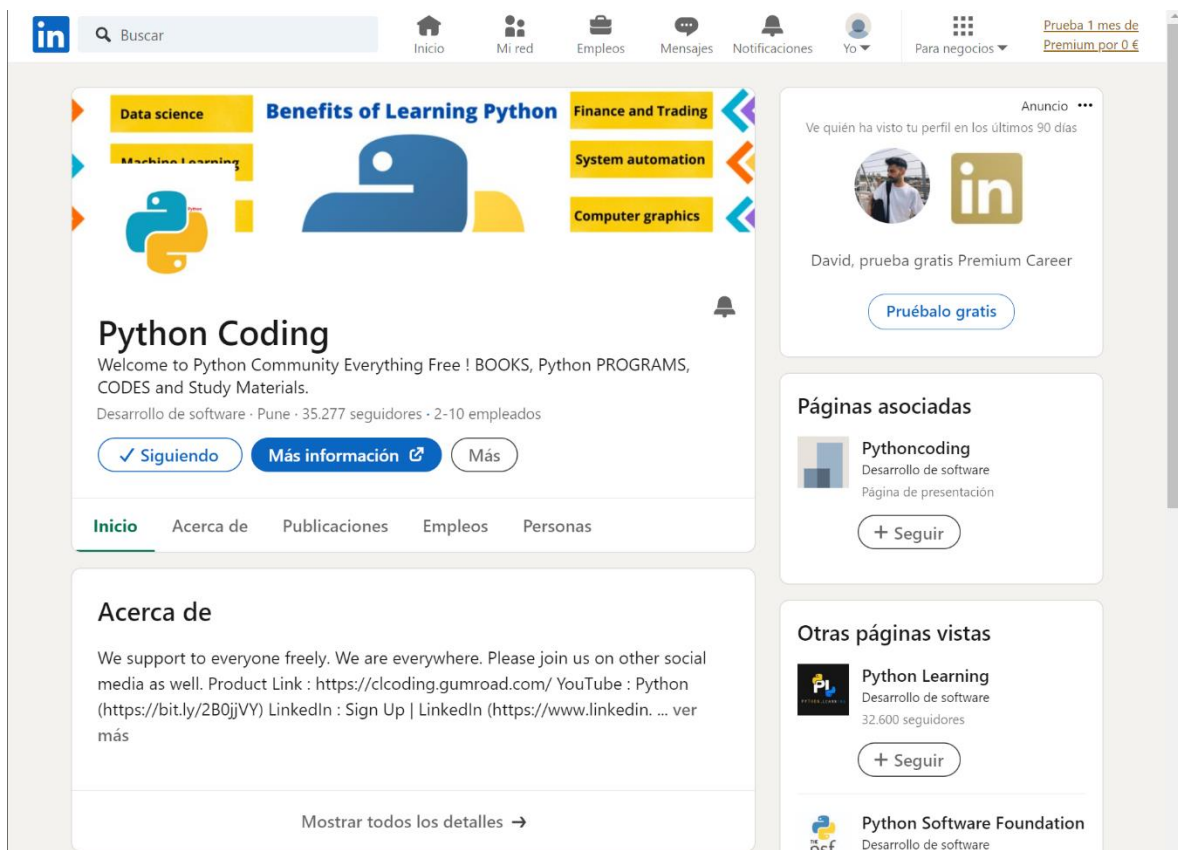 in
Buscar
Inicio
Mi red
Empleos
Mensajes
Notificaciones
Yo
Para negocios
Prueba 1 mes de
Premium por 0 €
Data science
Benefits of Learning Python
Finance and Trading
Machine Learning
System automation
Computer graphics
Python Coding
Welcome to Python Community Everything Free ! BOOKS, Python PROGRAMS,
CODES and Study Materials.
Desarrollo de software · Pune · 35.277 seguidores · 2-10 empleados
Siguiendo
Más información
Más
Inicio
Acerca de
Publicaciones
Empleos
Personas
Acerca de
We support to everyone freely. We are everywhere. Please join us on other social
media as well. Product Link : https://clcoding.gumroad.com/ YouTube : Python
(https://bit.ly/2B0jjVY) LinkedIn : Sign Up | LinkedIn (https://www.linkedin. ... ver
más
Mostrar todos los detalles →
Anuncio
Ve quién ha visto tu perfil en los últimos 90 días
in
David, prueba gratis Premium Career
Pruébalo gratis
Páginas asociadas
Pythoncoding
Desarrollo de software
Página de presentación
+ Seguir
Otras páginas vistas
Python Learning
Desarrollo de software
32.600 seguidores
+ Seguir
Python Software Foundation
Desarrollo de software